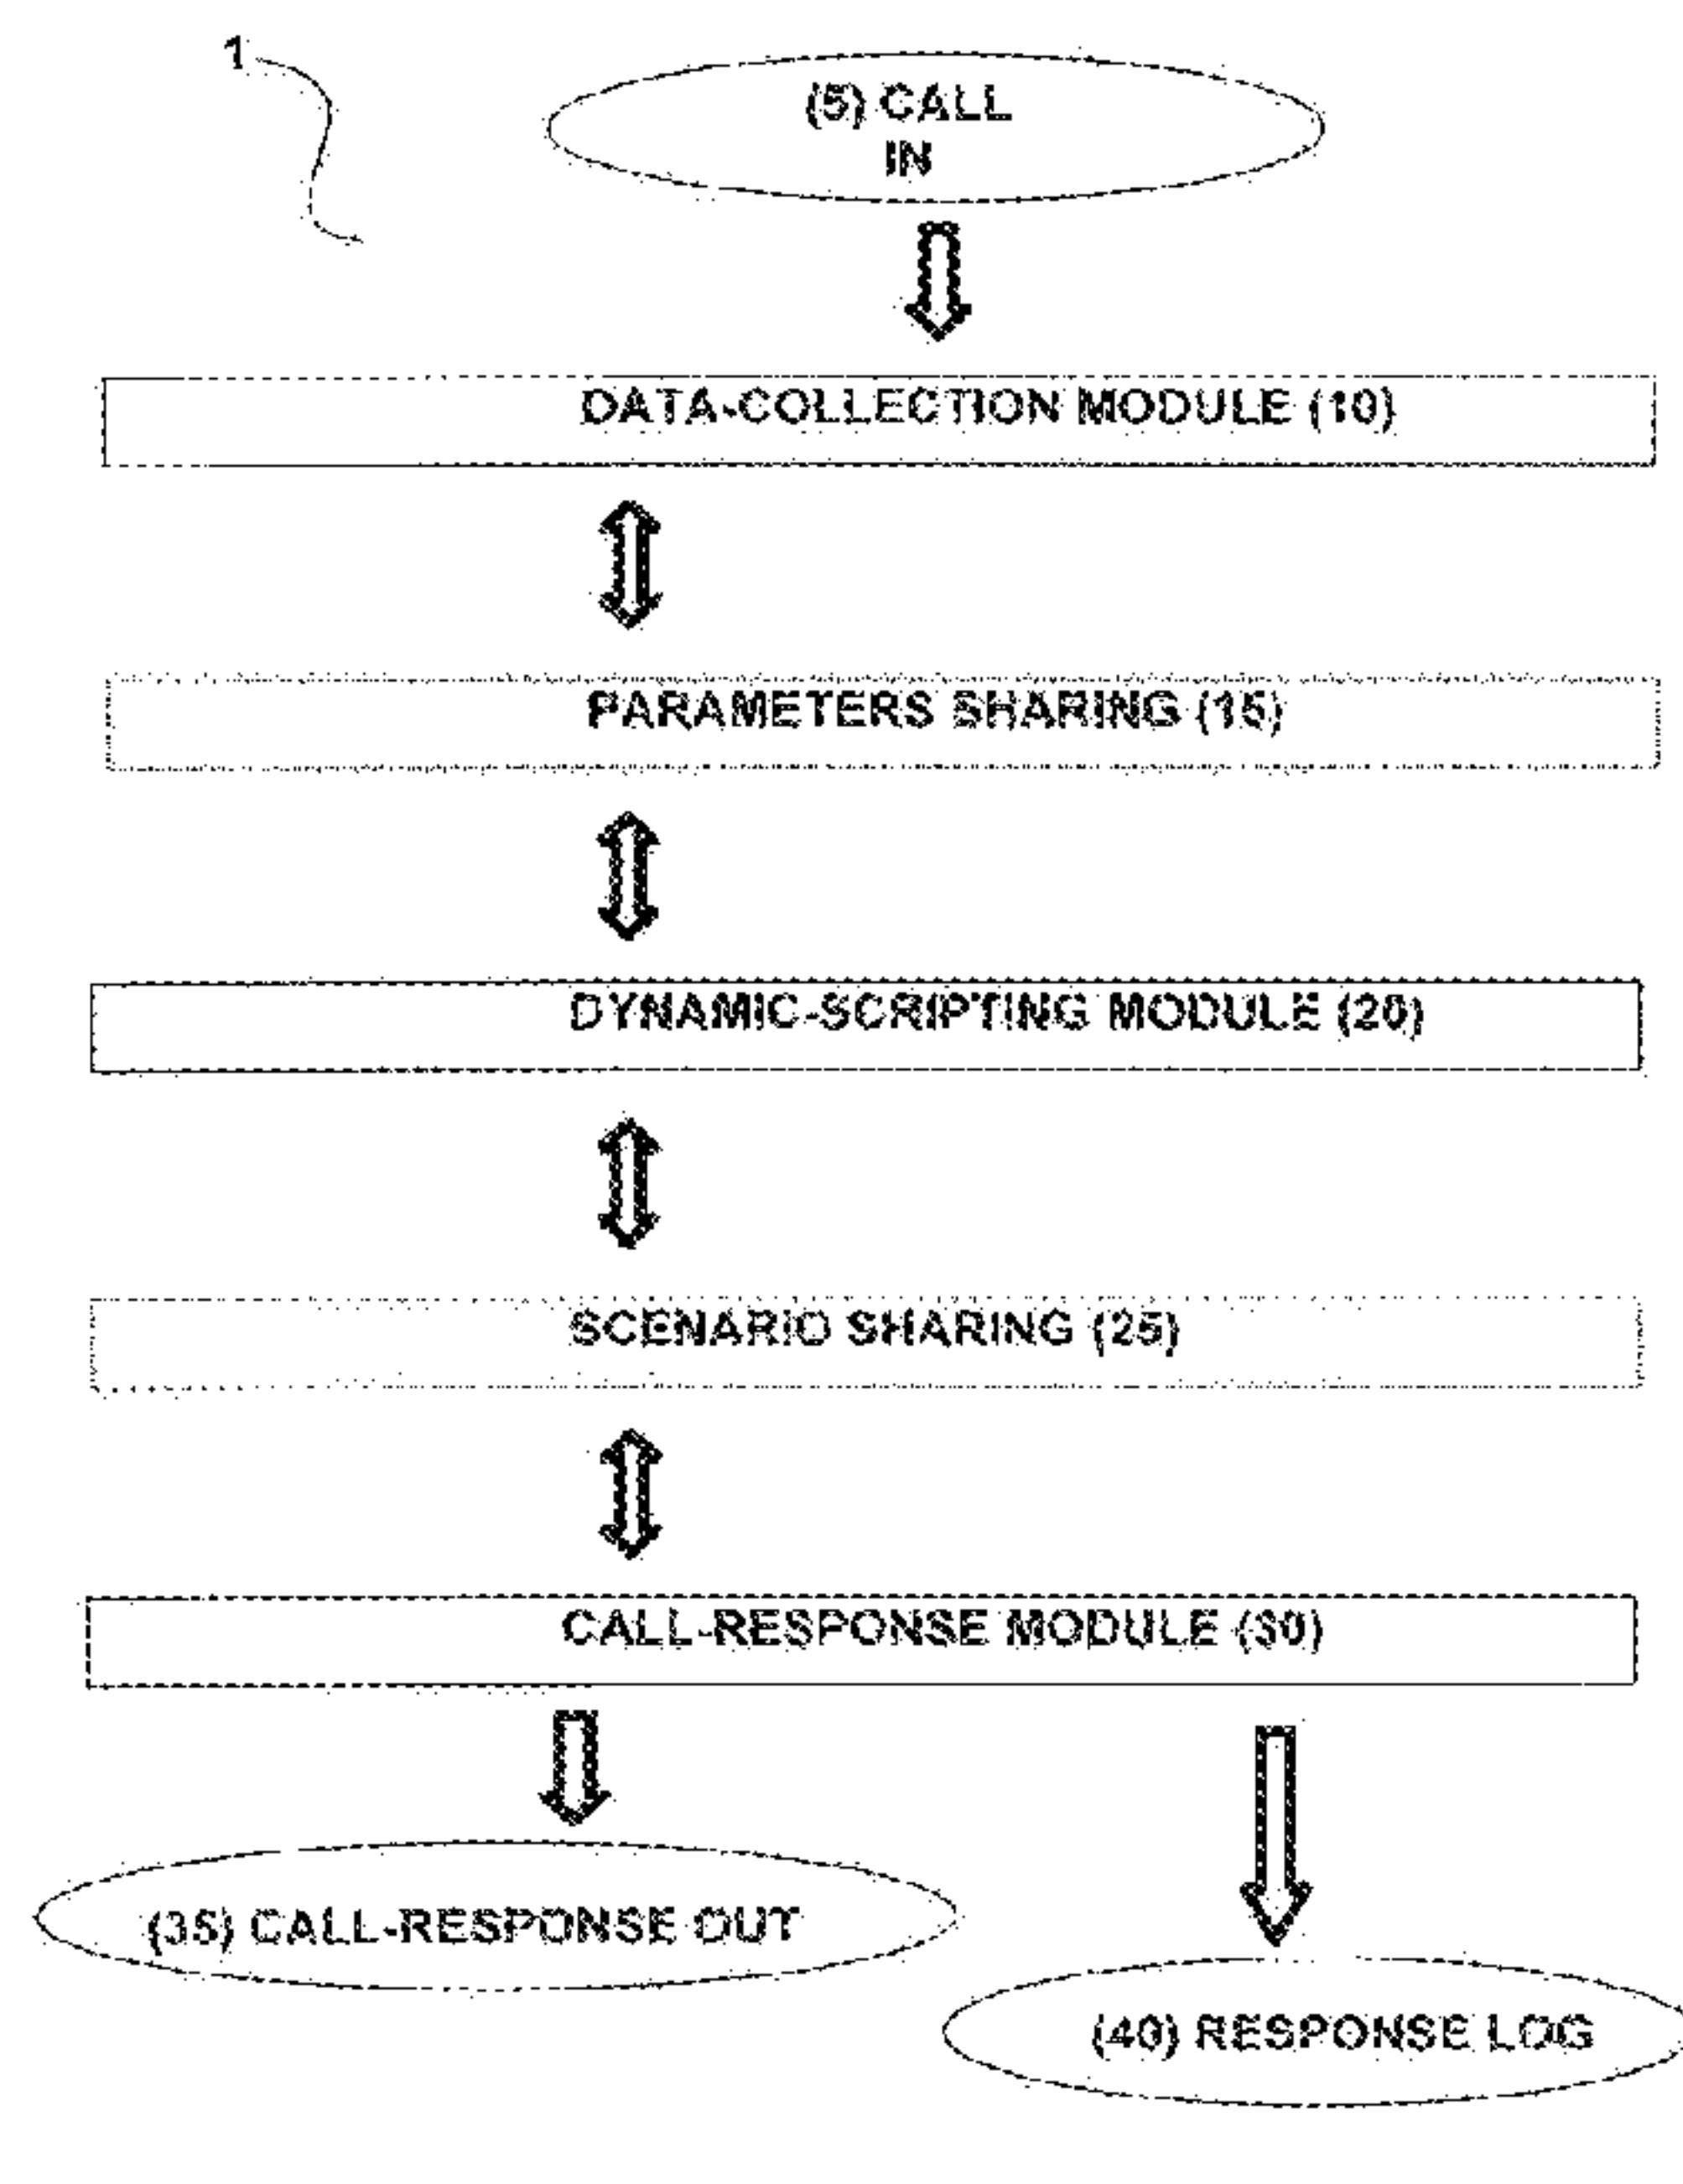 1
(5) CALL
IN
DATA-COLLECTION MODULE (10)
PARAMETERS SHARING (15)
DYNAMIC-SCRIPTING MODULE (20)
SCENARIO SHARING (25)
CALL-RESPONSE MODULE (30)
(35) CALL-RESPONSE OUT
(40) RESPONSE LOG